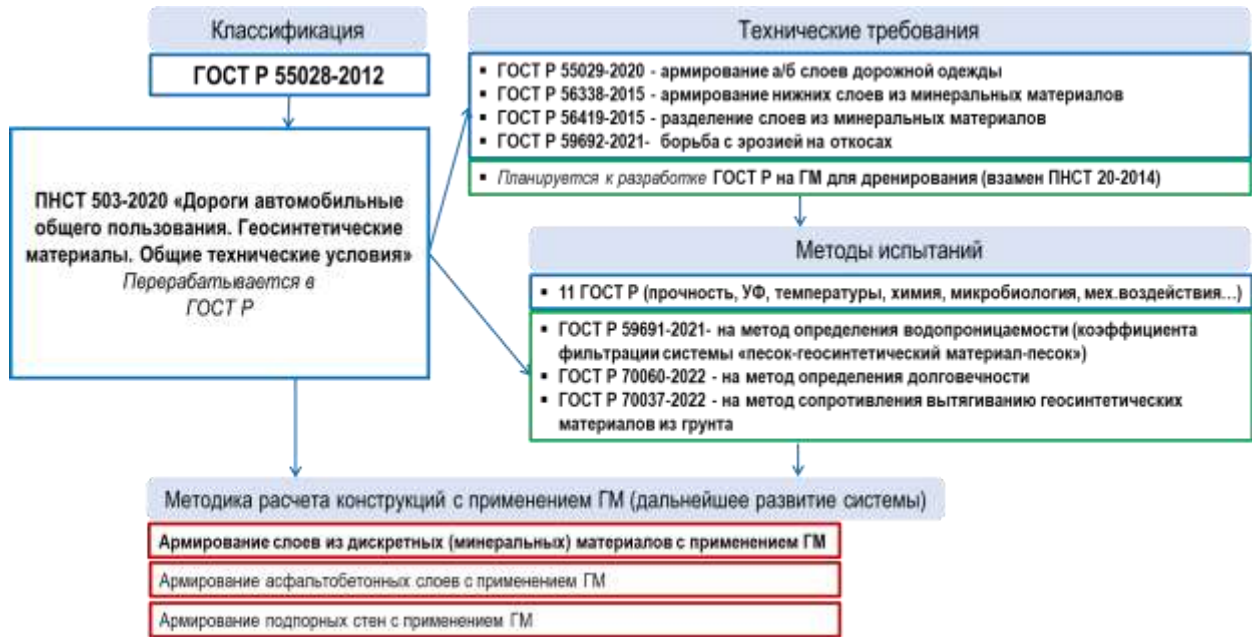 Классификация
ГОСТ Р 55028-2012
ПНСТ 503-2020 «Дороги автомобильные
общего пользования. Геосинтетические
материалы. Общие технические условия»
Перерабатывается в
ГОСТ Р
Технические требования
▪ ГОСТ Р 55029-2020 - армирование а/б слоев дорожной одежды
▪ ГОСТ Р 56338-2015 - армирование нижних слоев из минеральных материалов
▪ ГОСТ Р 56419-2015 - разделение слоев из минеральных материалов
▪ ГОСТ Р 59692-2021- борьба с эрозией на откосах
▪ Планируется к разработке ГОСТ Р на ГМ для дренирования (взамен ПНСТ 20-2014)
Методы испытаний
▪ 11 ГОСТ Р (прочность, УФ, температуры, химия, микробиология, мех.воздействия...)
▪ ГОСТ Р 59691-2021- на метод определения водопроницаемости (коэффициента
фильтрации системы «песок-геосинтетический материал-песок»)
▪ ГОСТ Р 70060-2022 - на метод определения долговечности
▪ ГОСТ Р 70037-2022 - на метод сопротивления вытягиванию геосинтетических
материалов из грунта
Методика расчета конструкций с применением ГМ (дальнейшее развитие системы)
Армирование слоев из дискретных (минеральных) материалов с применением ГМ
Армирование асфальтобетонных слоев с применением ГМ
Армирование подпорных стен с применением ГМ